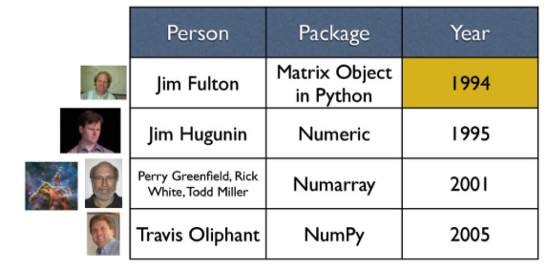 Person Package Year
Jim Fulton Matrix Object in Python 1994
Jim Hugunin Numeric 1995
Perry Greenfield, Rick White, Todd Miller Numarray 2001
Travis Oliphant NumPy 2005